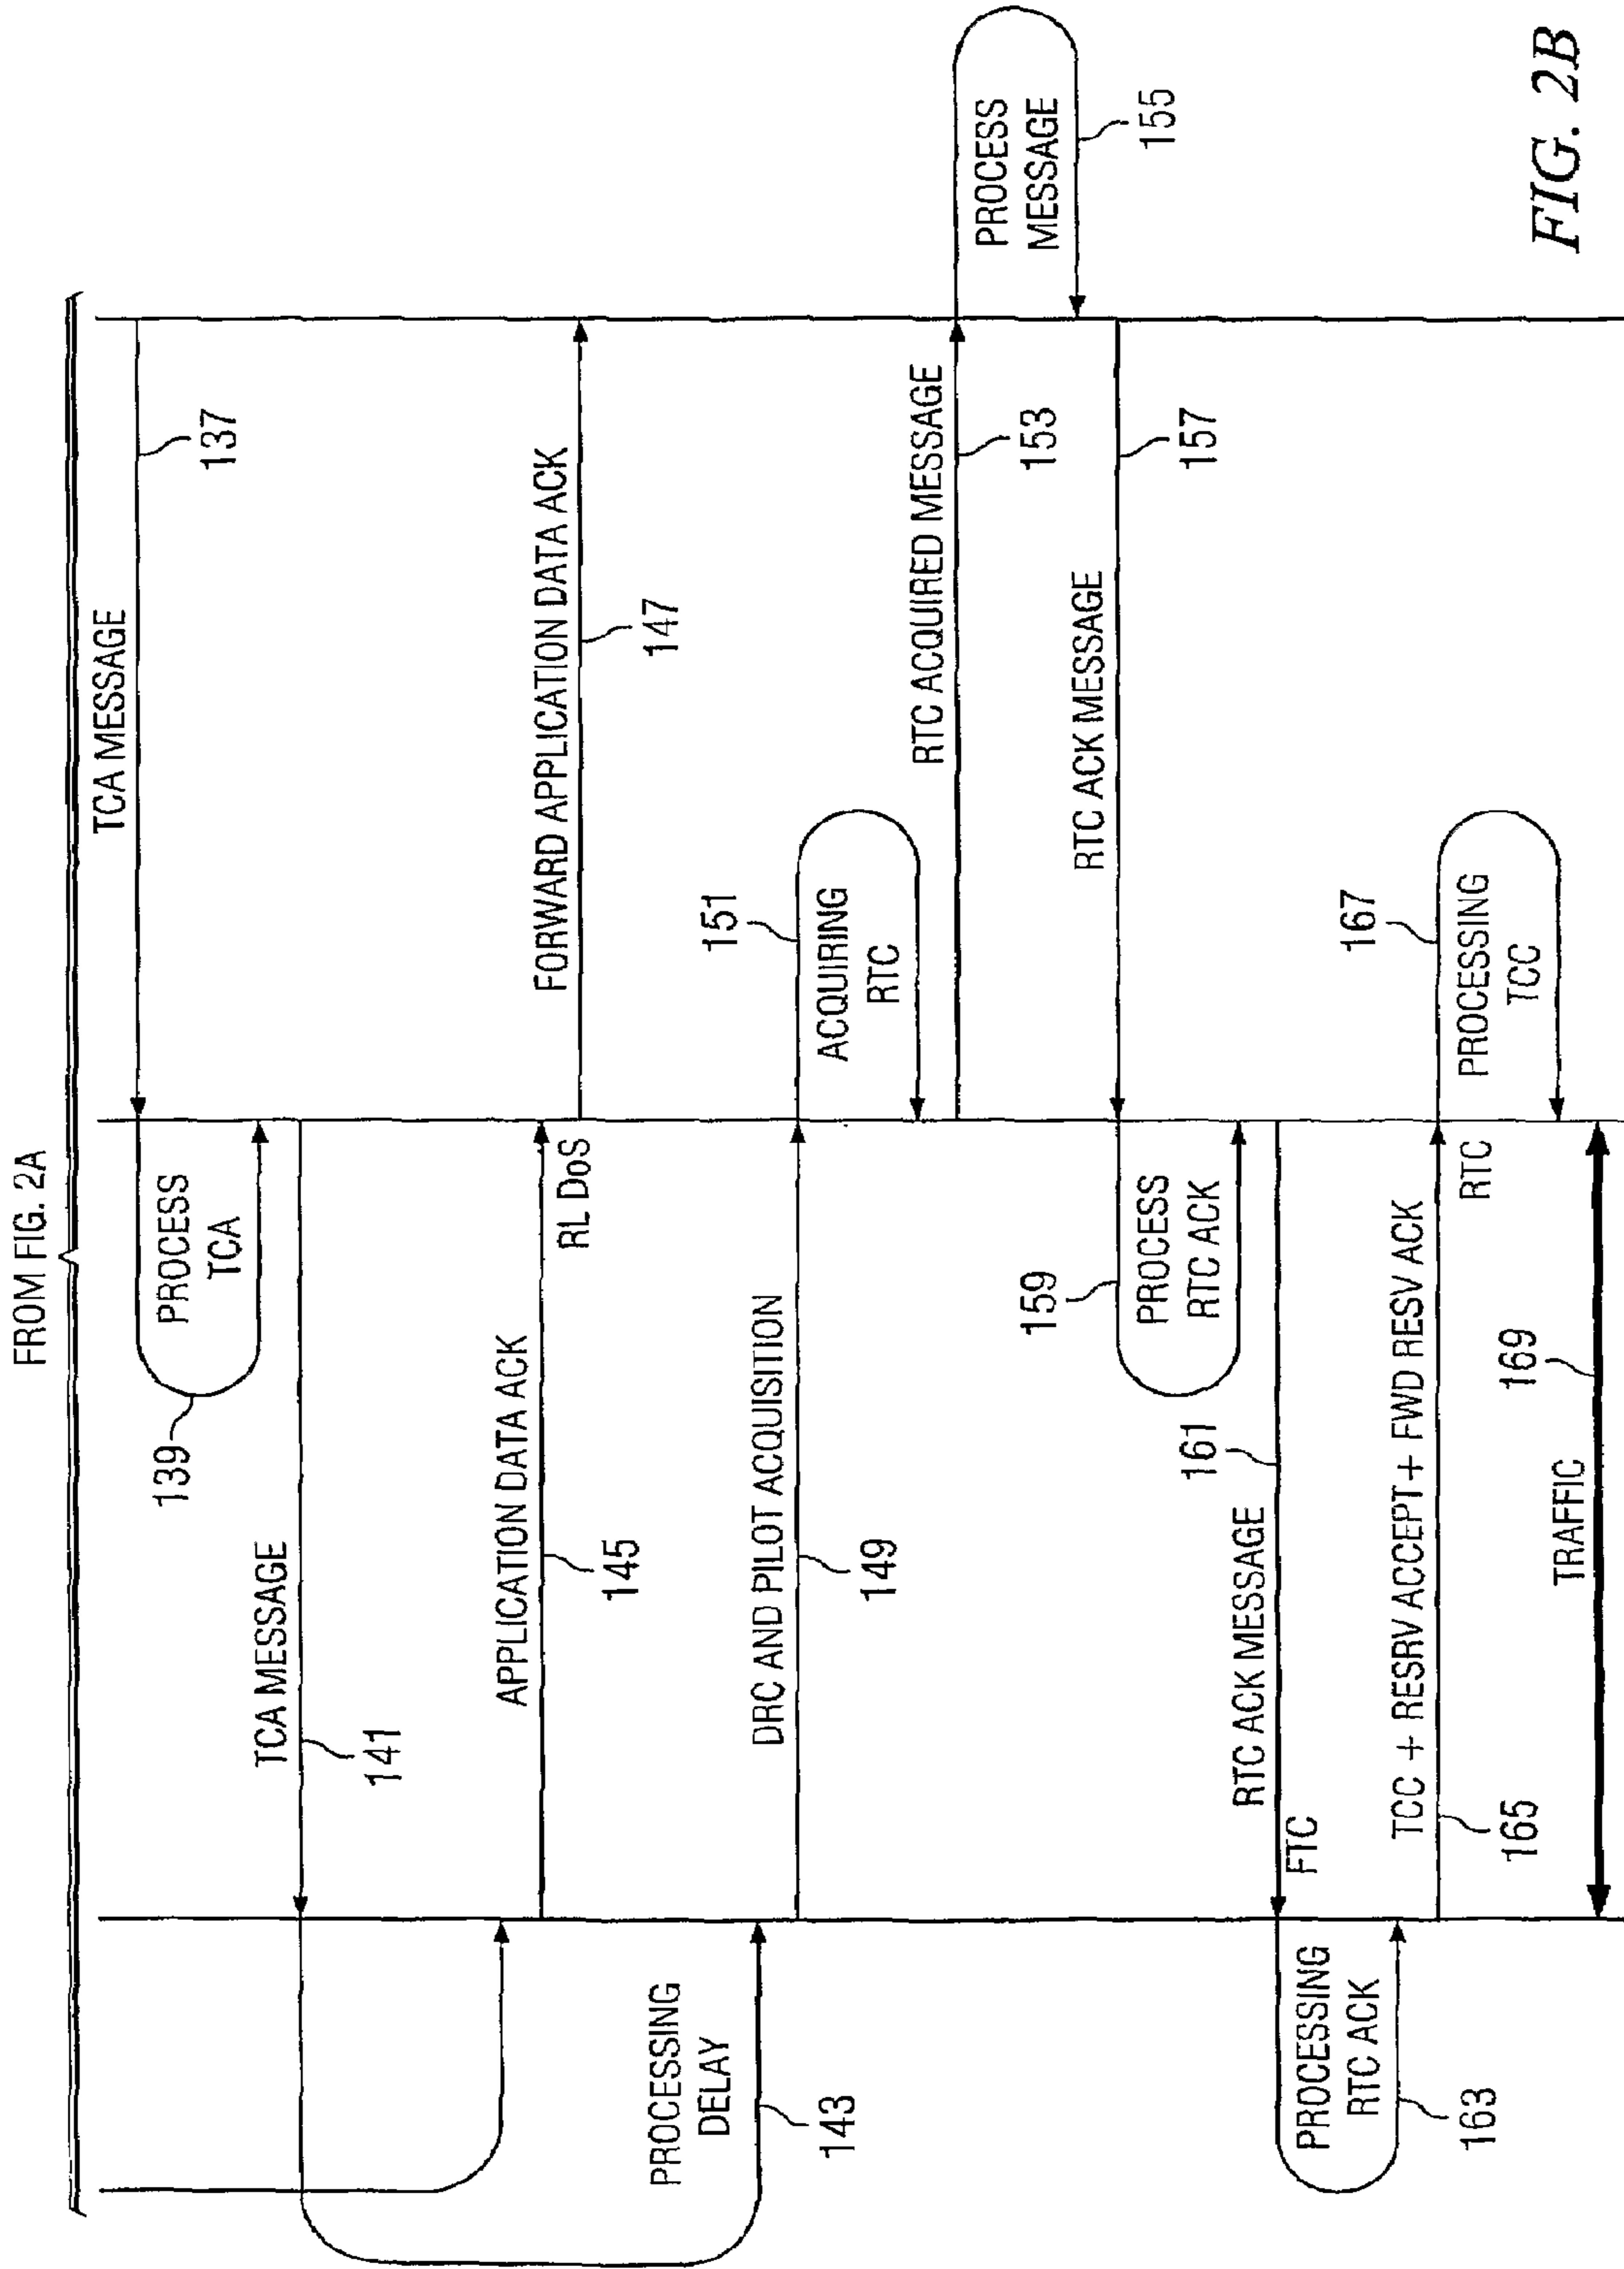 FROM FIG. 2A
TCA MESSAGE
137
PROCESS
TCA
139
TCA MESSAGE
141
APPLICATION DATA ACK
145
RL DoS
FORWARD APPLICATION DATA ACK
147
PROCESSING
DELAY
143
DRC AND PILOT ACQUISITION
149
151
ACQUIRING
RTC
RTC ACQUIRED MESSAGE
153
PROCESS
MESSAGE
155
RTC ACK MESSAGE
157
159
PROCESS
RTC ACK
161
RTC ACK MESSAGE
FTC
PROCESSING
RTC ACK
163
TCC + RESRV ACCEPT + FWD RESV ACK
165
RTC
167
PROCESSING
TCC
169
TRAFFIC
FIG. 2B